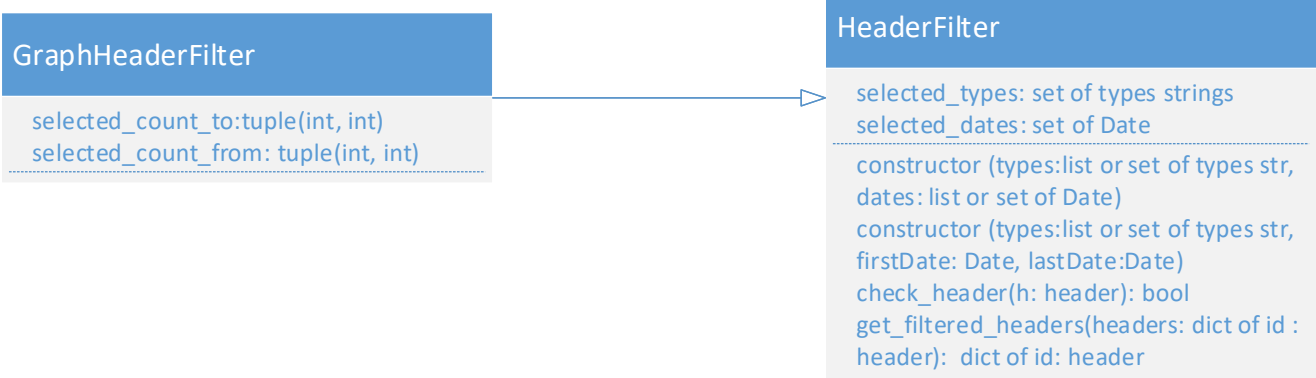 GraphHeaderFilter
selected_count_to:tuple(int, int)
selected_count_from: tuple(int, int)
HeaderFilter
selected_types: set of types strings
selected_dates: set of Date
constructor (types:list or set of types str,
dates: list or set of Date)
constructor (types:list or set of types str,
firstDate: Date, lastDate:Date)
check_header(h: header): bool
get_filtered_headers(headers: dict of id :
header):  dict of id: header